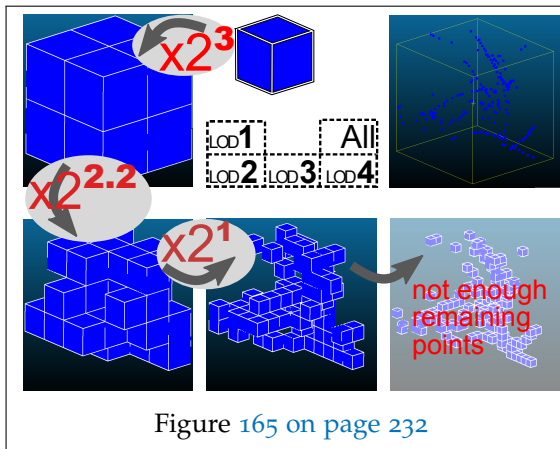 x2³
LOD1 All
LOD2 LOD3 LOD4
x2²·²
x2¹
not enough
remaining
points
Figure 165 on page 232